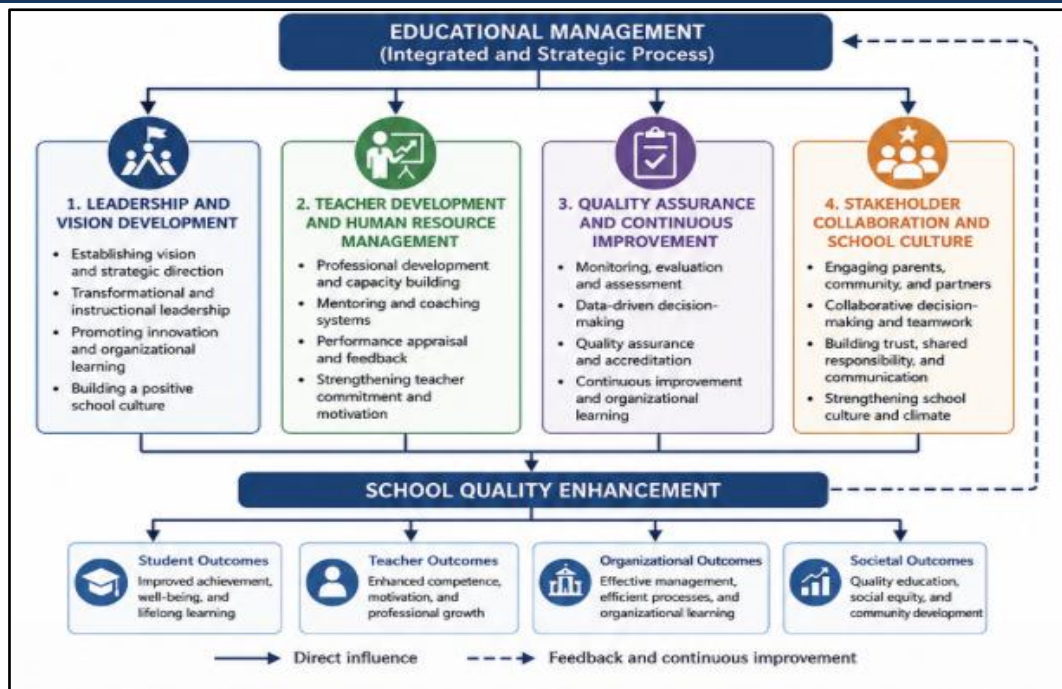 EDUCATIONAL MANAGEMENT
(Integrated and Strategic Process)
1. LEADERSHIP AND
VISION DEVELOPMENT
• Establishing vision
and strategic direction
• Transformational and
instructional leadership
• Promoting innovation
and organizational
learning
• Building a positive
school culture
2. TEACHER DEVELOPMENT
AND HUMAN RESOURCE
MANAGEMENT
• Professional development
and capacity building
• Mentoring and coaching
systems
• Performance appraisal
and feedback
• Strengthening teacher
commitment and
motivation
3. QUALITY ASSURANCE
AND CONTINUOUS
IMPROVEMENT
• Monitoring, evaluation
and assessment
• Data-driven decision-
making
• Quality assurance
and accreditation
• Continuous improvement
and organizational
learning
4. STAKEHOLDER
COLLABORATION AND
SCHOOL CULTURE
• Engaging parents,
community, and partners
• Collaborative decision-
making and teamwork
• Building trust, shared
responsibility, and
communication
• Strengthening school
culture and climate
SCHOOL QUALITY ENHANCEMENT
Student Outcomes
Improved achievement,
well-being, and
lifelong learning
Teacher Outcomes
Enhanced competence,
motivation, and
professional growth
Organizational Outcomes
Effective management,
efficient processes, and
organizational learning
Societal Outcomes
Quality education,
social equity, and
community development
Direct influence
Feedback and continuous improvement